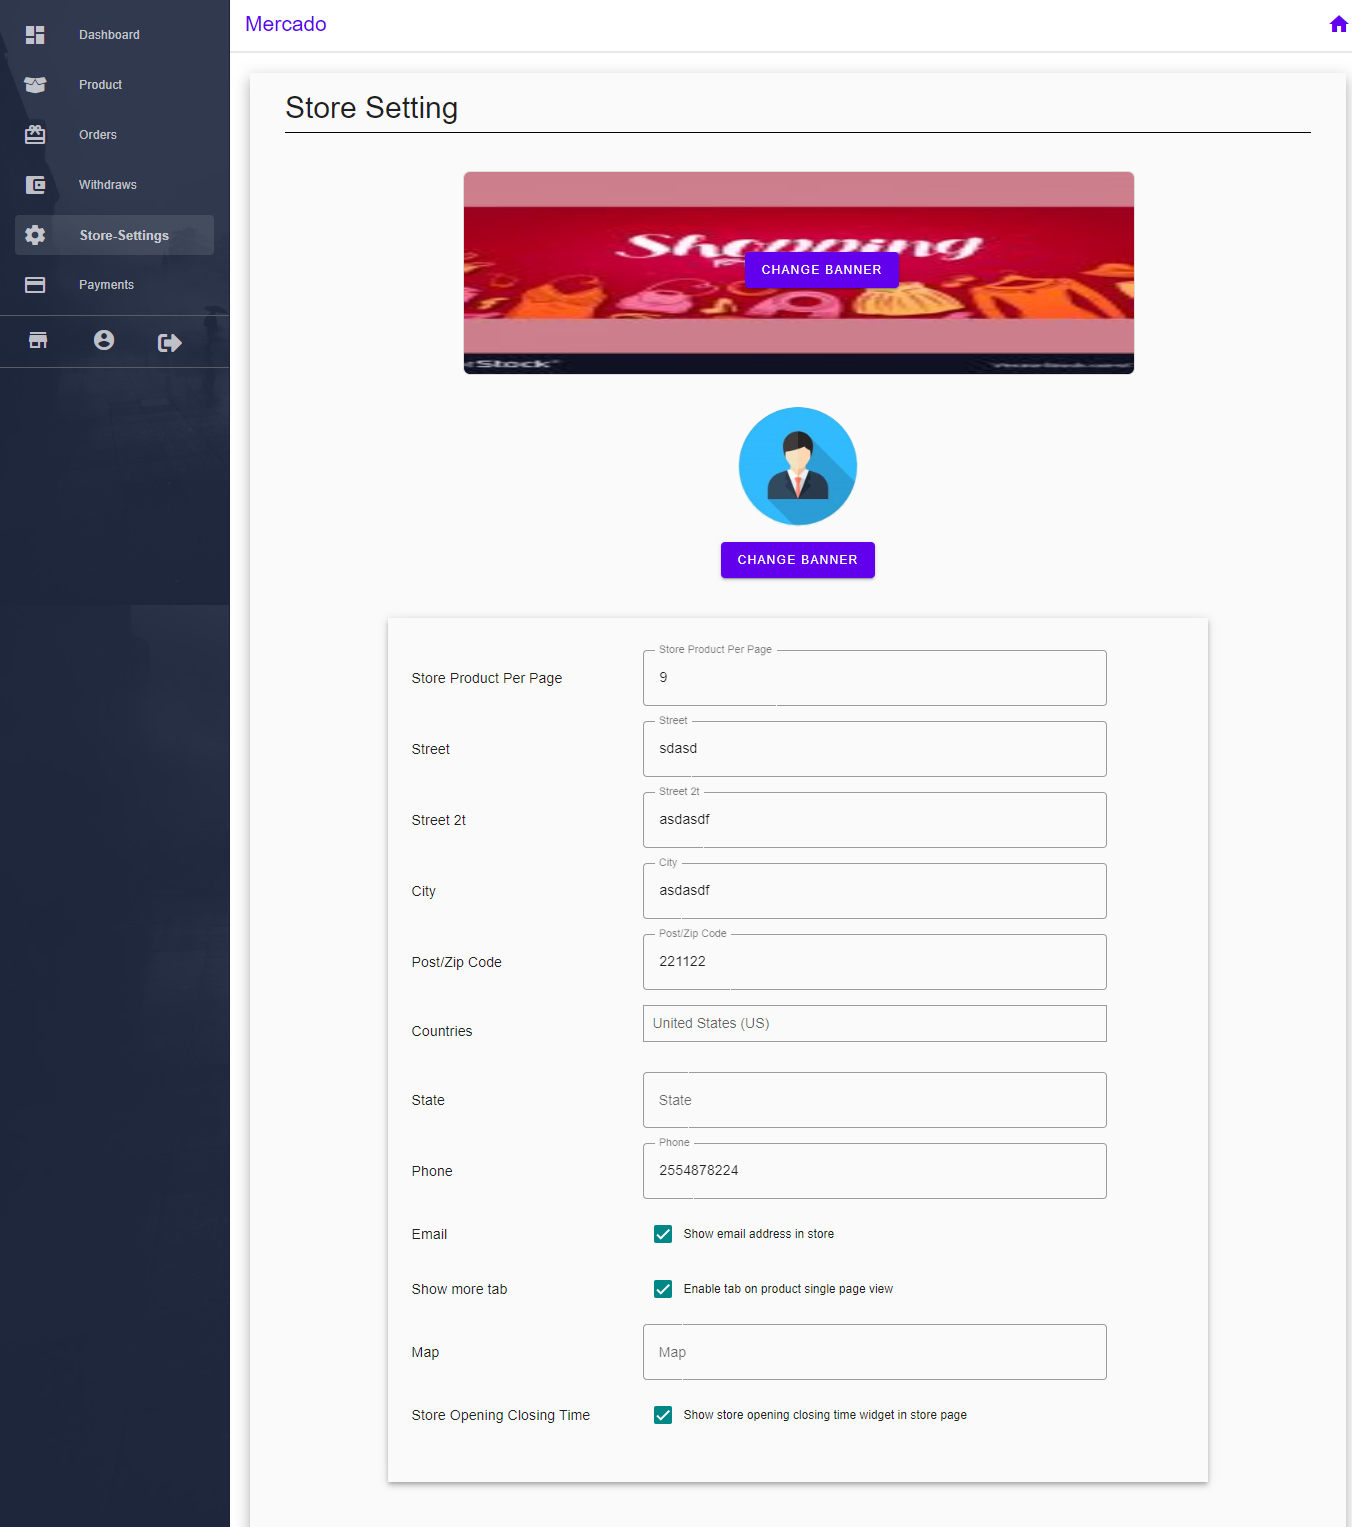 Dashboard
Product
Orders
Withdraws
Store-Settings
Payments
Mercado
Store Setting
Shopping
CHANGE BANNER
eStock
CHANGE BANNER
Store Product Per Page
Store Product Per Page
9
Street
Street
sdasd
Street 2t
Street 2t
asdasdf
City
City
asdasdf
Post/Zip Code
Post/Zip Code
221122
Countries
United States (US)
State
State
Phone
Phone
2554878224
Email
Show email address in store
Show more tab
Enable tab on product single page view
Map
Map
Store Opening Closing Time
Show store opening closing time widget in store page